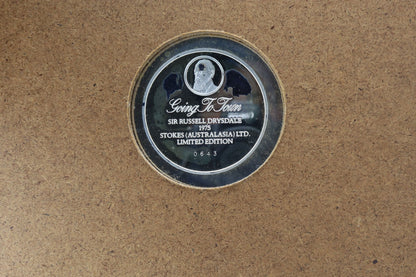 Going To Town
SIR RUSSELL DRYSDALE
1975
STOKES (AUSTRALASIA) LTD.
LIMITED EDITION
0643